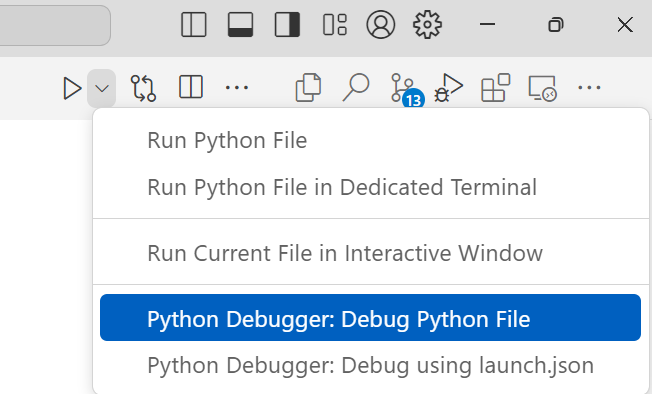 13
Run Python File
Run Python File in Dedicated Terminal
Run Current File in Interactive Window
Python Debugger: Debug Python File
Python Debugger: Debug using launch.json